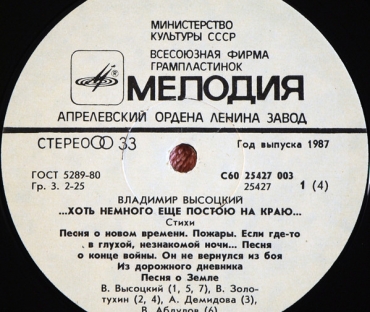 МИНИСТЕРСТВО
КУЛЬТУРЫ СССР
ВСЕСОЮЗНАЯ ФИРМА
ГРАМПЛАСТИНОК
МЕЛОДИЯ
АПРЕЛЕВСКИЙ ОРДЕНА ЛЕНИНА ЗАВОД
СТЕРЕО 33
Год выпуска 1987
ГОСТ 5289-80
С60 25427 003
Гр. 3. 2-25
25427 1 (4)
ВЛАДИМИР ВЫСОЦКИЙ
...ХОТЬ НЕМНОГО ЕЩЕ ПОСТОЮ НА КРАЮ...
Стихи
Песня о новом времени. Пожары. Если где-то
в глухой, незнакомой ночи... Песня
о конце войны. Он не вернулся из боя
Из дорожного дневника
Песня о Земле
В. Высоцкий (1, 5, 7), В. Золо-
тухин (2, 4), А. Демидова (3),
В. Абдулов (6)